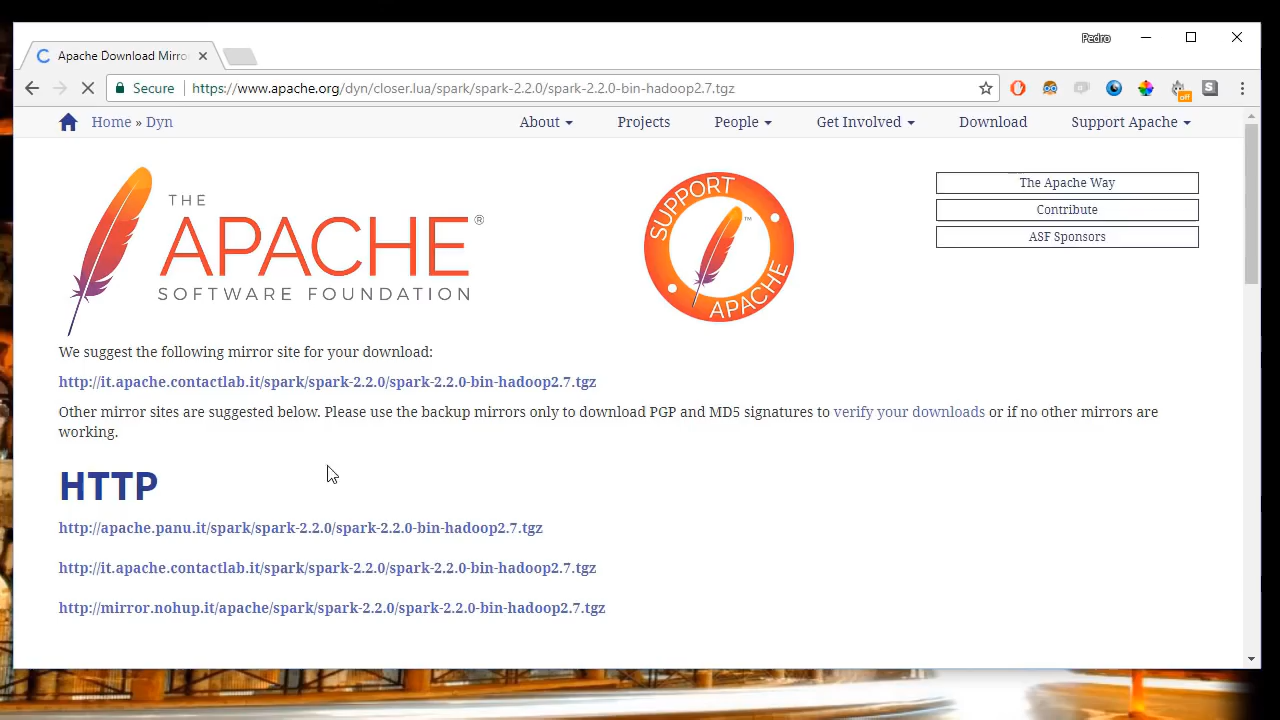 Pedro
Apache Download Mirro
Secure
https://www.apache.org/dyn/closer.lua/spark/spark-2.2.0/spark-2.2.0-bin-hadoop2.7.tgz
off
S
Home » Dyn
About
Projects
People
Get Involved
Download
Support Apache
THE
APACHE®
SOFTWARE FOUNDATION
SUPPORT
APACHE
TM
The Apache Way
Contribute
ASF Sponsors
We suggest the following mirror site for your download:
http://it.apache.contactlab.it/spark/spark-2.2.0/spark-2.2.0-bin-hadoop2.7.tgz
Other mirror sites are suggested below. Please use the backup mirrors only to download PGP and MD5 signatures to verify your downloads or if no other mirrors are
working.
HTTP
http://apache.panu.it/spark/spark-2.2.0/spark-2.2.0-bin-hadoop2.7.tgz
http://it.apache.contactlab.it/spark/spark-2.2.0/spark-2.2.0-bin-hadoop2.7.tgz
http://mirror.nohup.it/apache/spark/spark-2.2.0/spark-2.2.0-bin-hadoop2.7.tgz